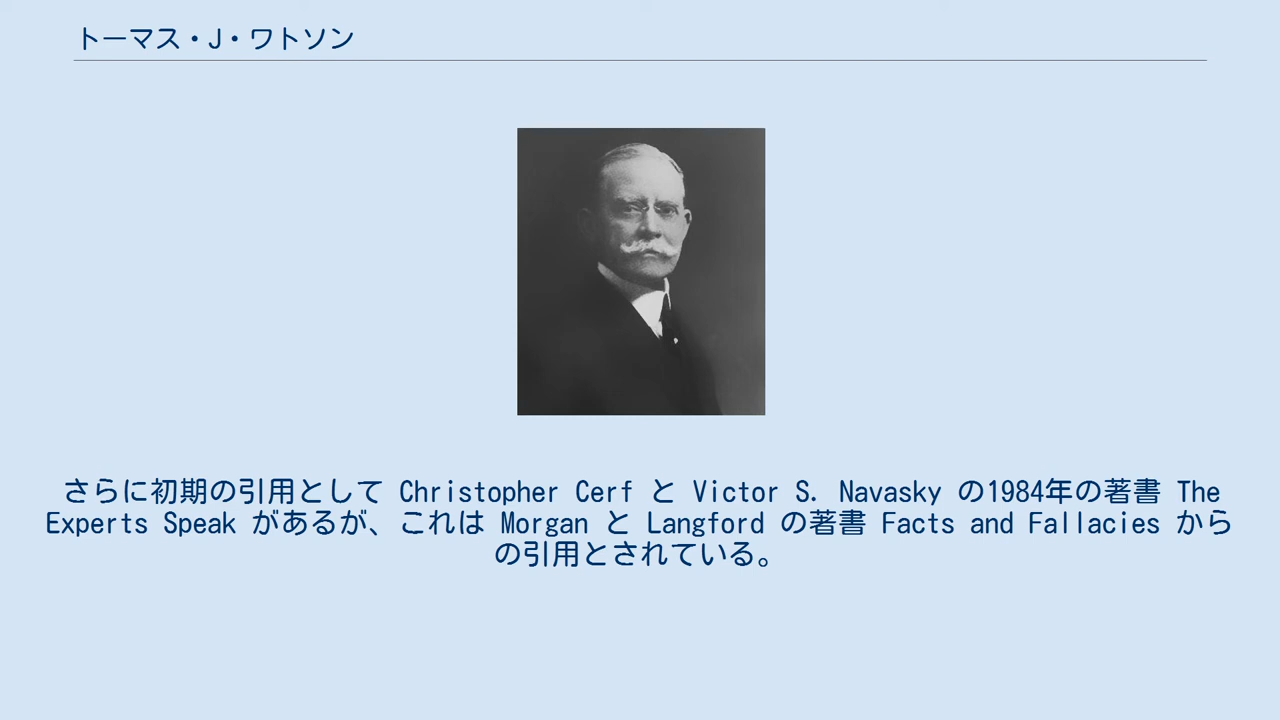 トーマス・J・ワトソン
さらに初期の引用として Christopher Cerf と Victor S. Navasky の1984年の著書 The
Experts Speak があるが、これは Morgan と Langford の著書 Facts and Fallacies から
の引用とされている。